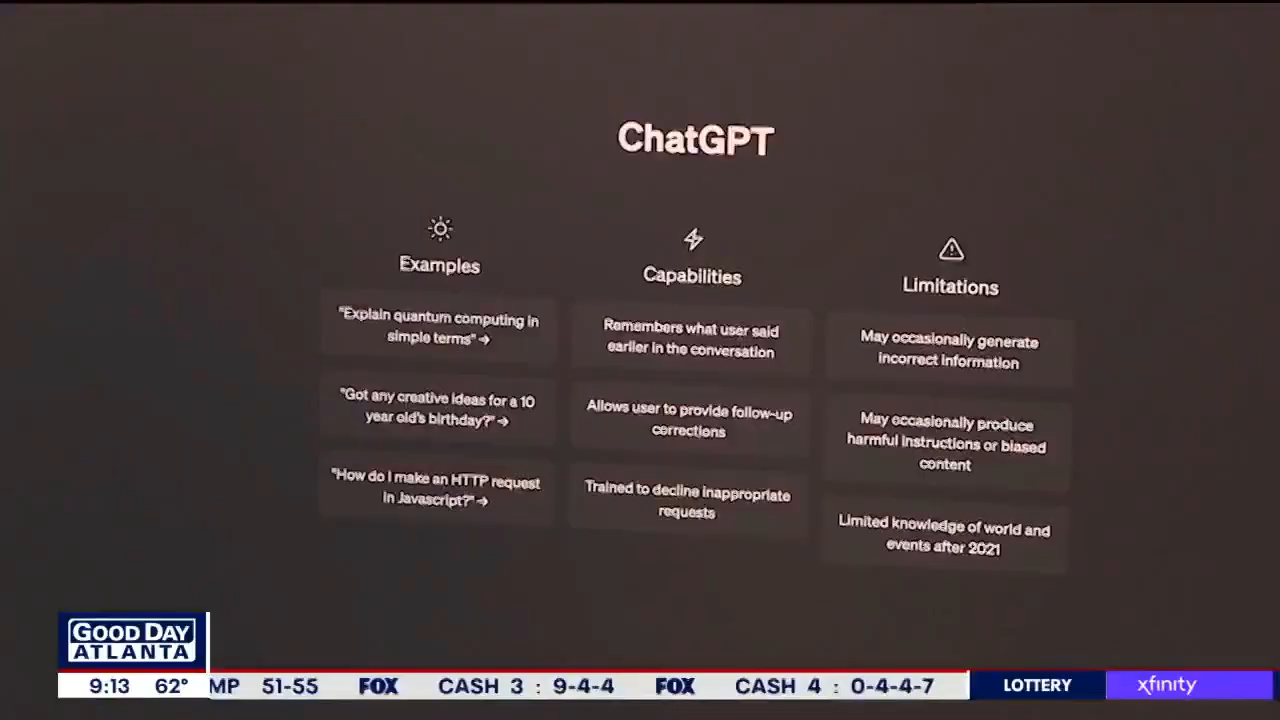 ChatGPT
Examples
"Explain quantum computing in
simple terms" →
"Got any creative ideas for a 10
year old's birthday?" →
"How do I make an HTTP request
in Javascript?" →
Capabilities
Remembers what user said
earlier in the conversation
Allows user to provide follow-up
corrections
Trained to decline inappropriate
requests
Limitations
May occasionally generate
incorrect information
May occasionally produce
harmful instructions or biased
content
Limited knowledge of world and
events after 2021
GOOD DAY
ATLANTA
9:13 62° MP 51-55 FOX CASH 3 : 9-4-4 FOX CASH 4 : 0-4-4-7 LOTTERY xfinity